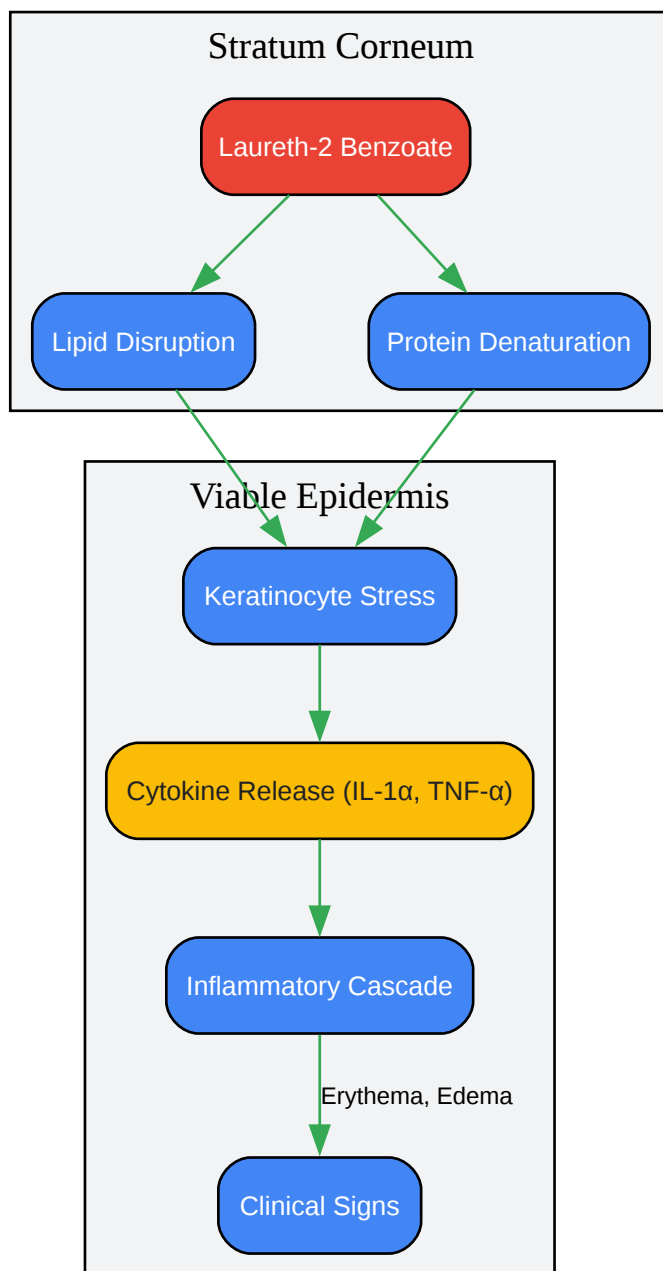 Stratum Corneum
Laureth-2 Benzoate
Lipid Disruption
Protein Denaturation
Viable Epidermis
Keratinocyte Stress
Cytokine Release (IL-1α, TNF-α)
Inflammatory Cascade
Erythema, Edema
Clinical Signs